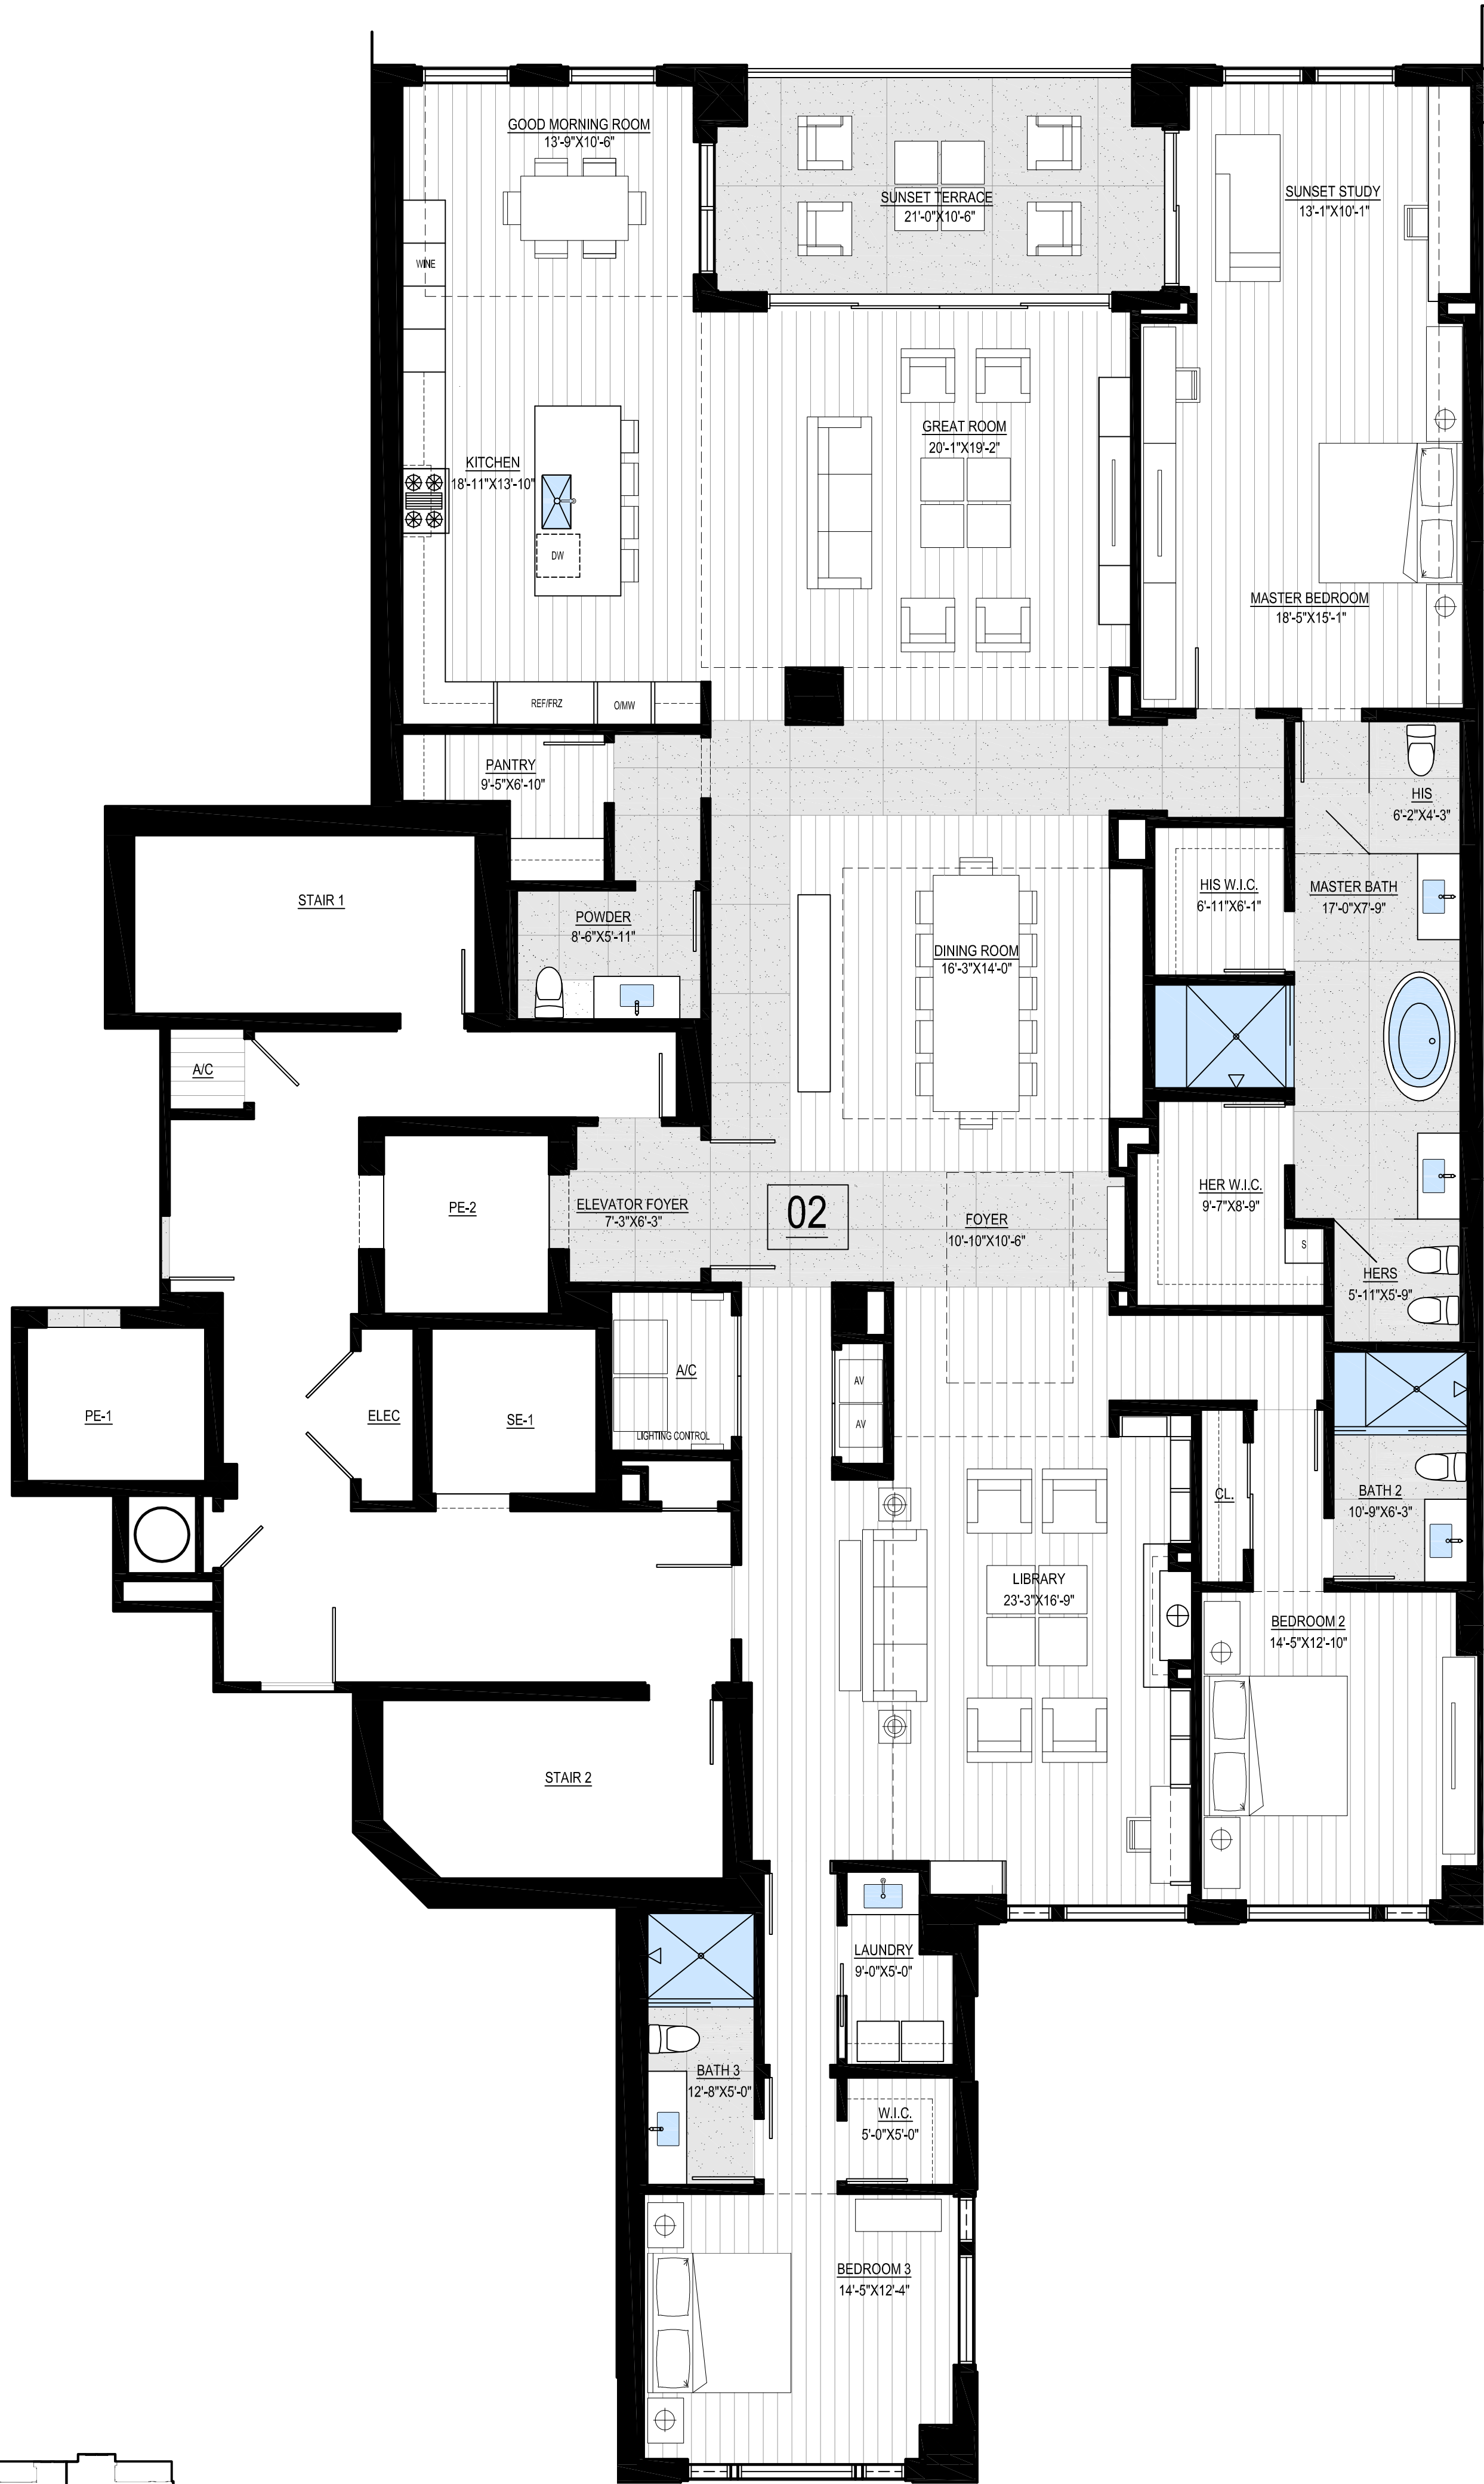 GOOD MORNING ROOM
13'-9"X10'-6"
SUNSET TERRACE
21'-0"X10'-6"
SUNSET STUDY
13'-1"X10'-1"
WINE
GREAT ROOM
20'-1"X19'-2"
KITCHEN
18'-11"X13'-10"
DW
MASTER BEDROOM
18'-5"X15'-1"
REF/FRZ
O/MW
PANTRY
9'-5"X6'-10"
HIS
6'-2"X4'-3"
STAIR 1
POWDER
8'-6"X5'-11"
HIS W.I.C.
6'-11"X6'-1"
MASTER BATH
17'-0"X7'-9"
DINING ROOM
16'-3"X14'-0"
A/C
PE-2
ELEVATOR FOYER
7'-3"X6'-3"
02
FOYER
10'-10"X10'-6"
HER W.I.C.
9'-7"X8'-9"
S
HERS
5'-11"X5'-9"
PE-1
ELEC
SE-1
A/C
LIGHTING CONTROL
AV
AV
CL.
BATH 2
10'-9"X6'-3"
LIBRARY
23'-3"X16'-9"
BEDROOM 2
14'-5"X12'-10"
STAIR 2
LAUNDRY
9'-0"X5'-0"
BATH 3
12'-8"X5'-0"
W.I.C.
5'-0"X5'-0"
BEDROOM 3
14'-5"X12'-4"